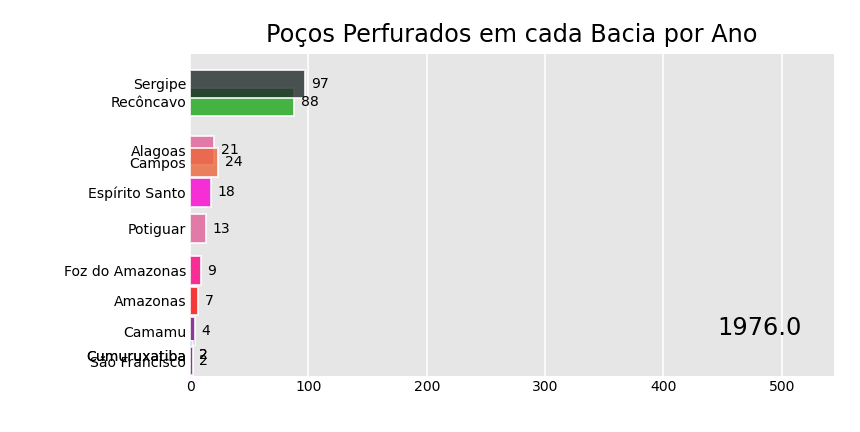 Poços Perfurados em cada Bacia por Ano
Sergipe 97
Recôncavo 88
Alagoas 21
Campos 24
Espírito Santo 18
Potiguar 13
Foz do Amazonas 9
Amazonas 7
1976.0
Camamu 4
Cumuruxatiba 2
São Francisco 2
0 100 200 300 400 500